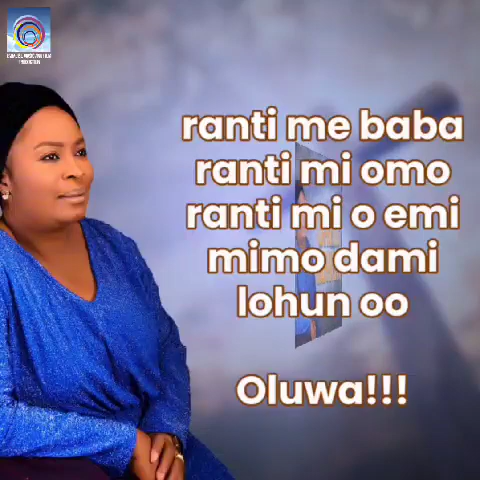 ranti me baba
ranti mi omo
ranti mi o emi
mimo dami
lohun oo
Oluwa!!!